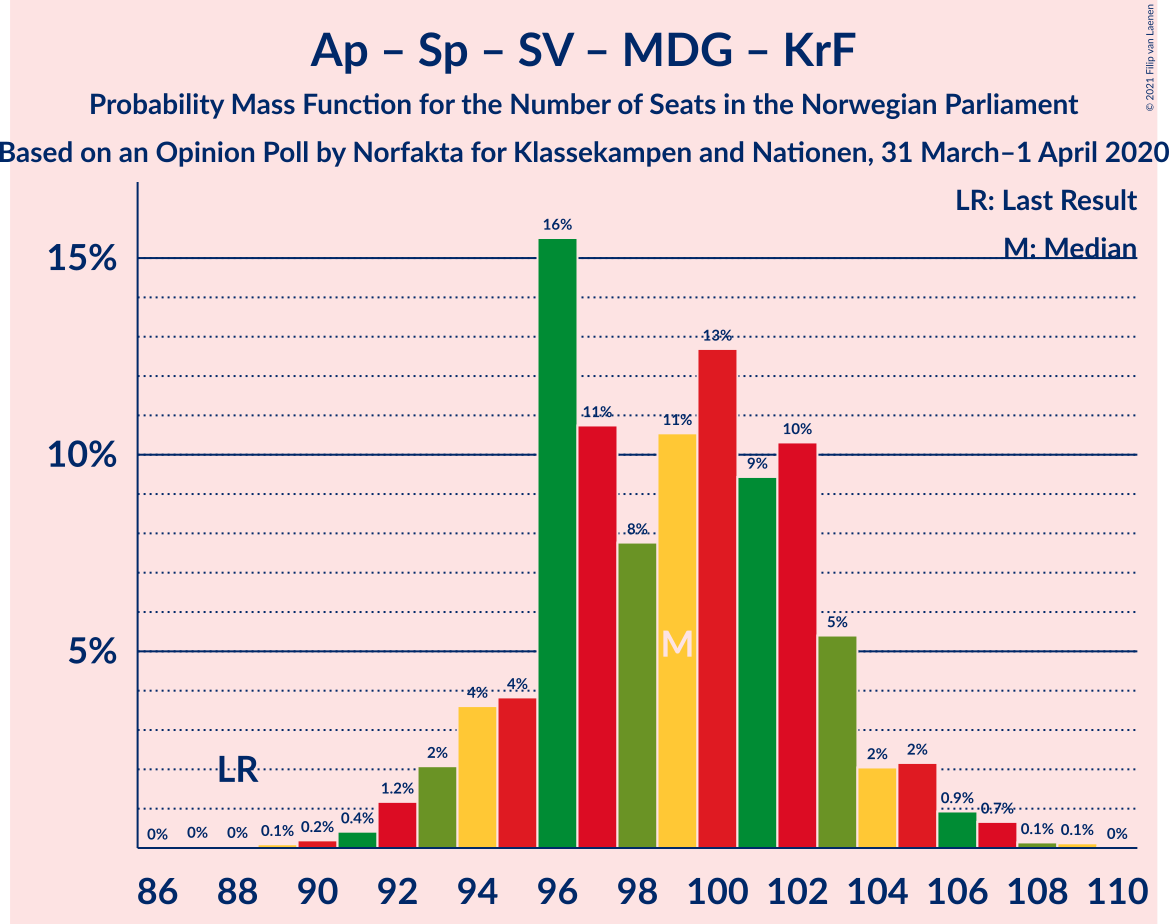 Ap – Sp – SV – MDG – KrF
© 2021 Filip van Laenen
Probability Mass Function for the Number of Seats in the Norwegian Parliament
Based on an Opinion Poll by Norfakta for Klassekampen and Nationen, 31 March–1 April 2020
LR: Last Result
M: Median
15%
10%
5%
0% 0% 0% 0.1% 0.2% 0.4% 1.2% 2% 4% 4% 16% 11% 8% 11% 13% 9% 10% 5% 2% 2% 0.9% 0.7% 0.1% 0.1% 0%
LR
M
86 88 90 92 94 96 98 100 102 104 106 108 110